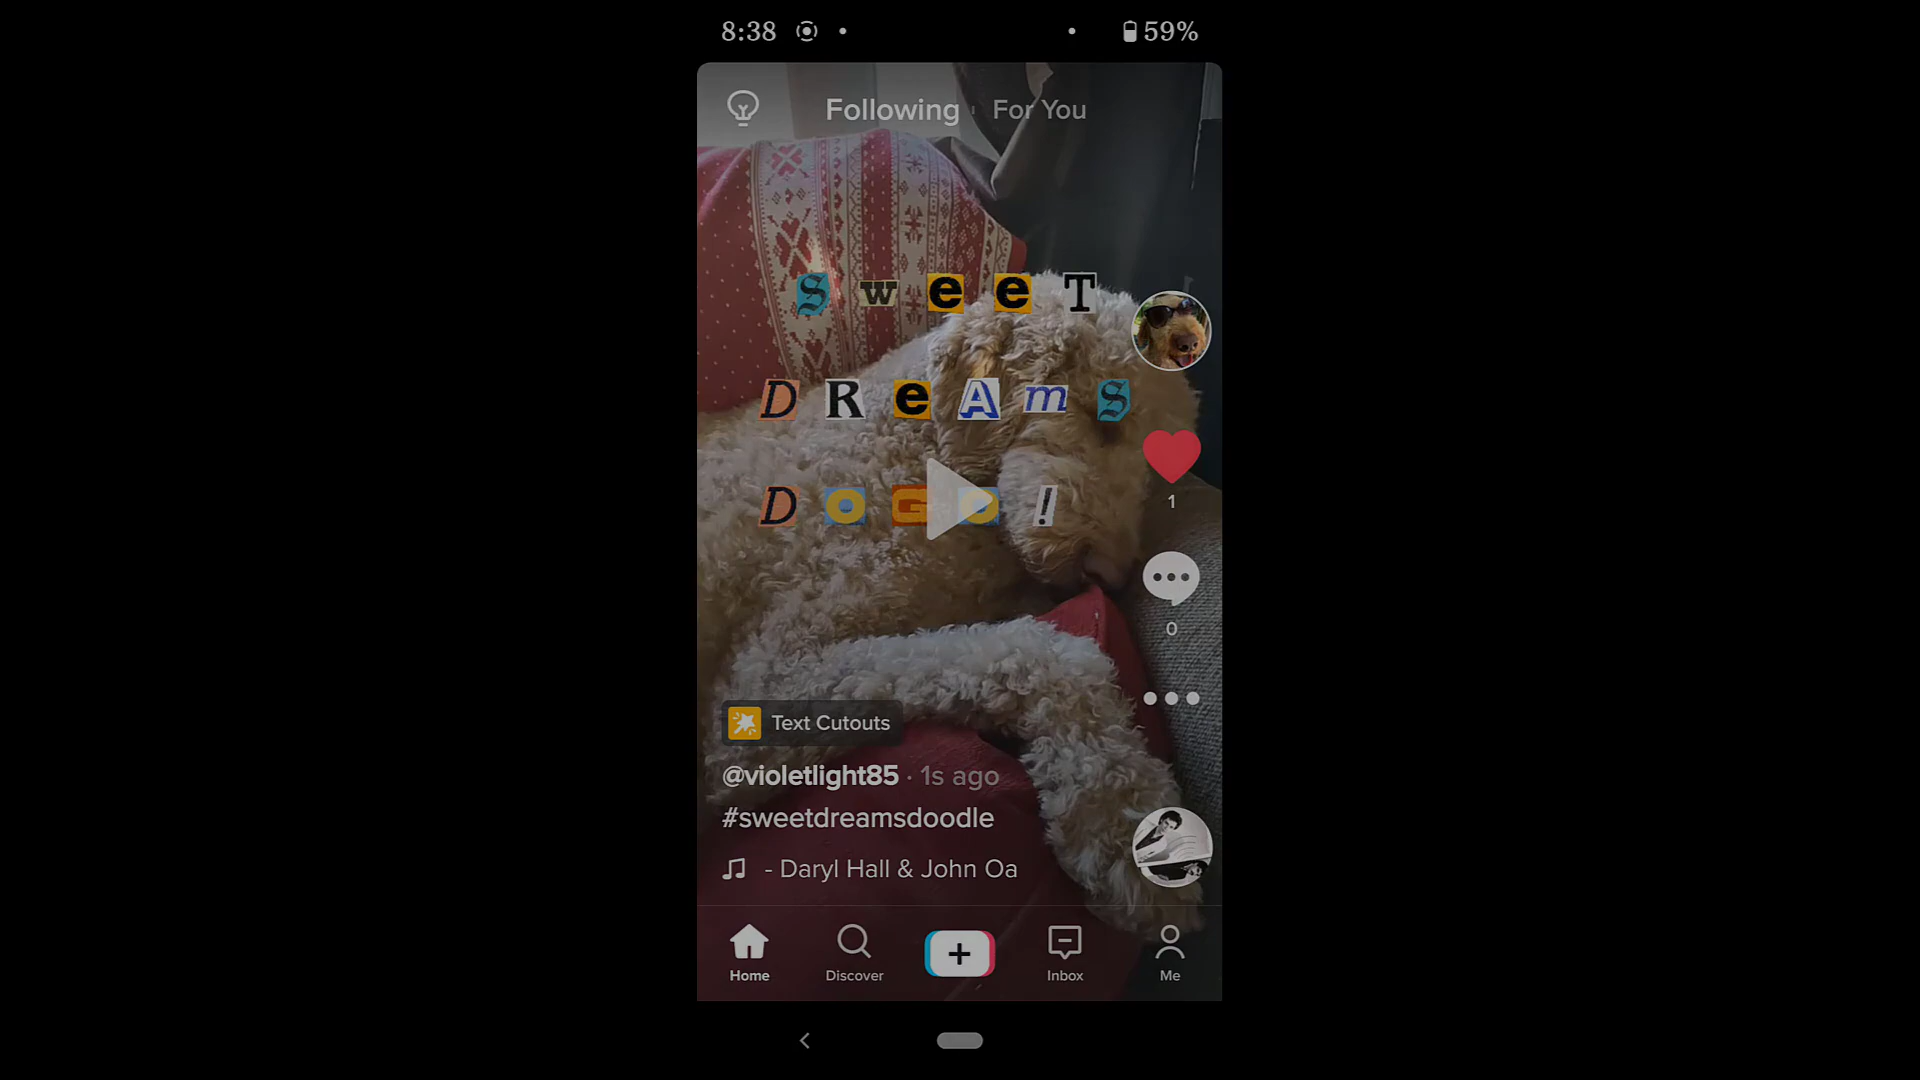 8:38
59%
Following
For You
SweeT
DReAmS
DoGo!
1
0
Text Cutouts
@violetlight85 · 1s ago
#sweetdreamsdoodle
- Daryl Hall & John Oa
Home
Discover
Inbox
Me